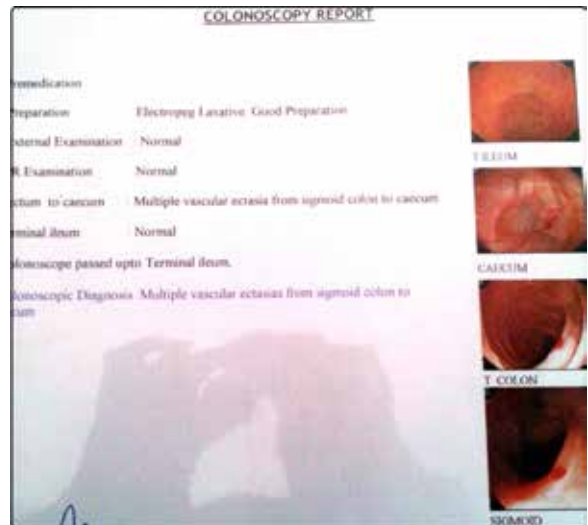 COLONOSCOPY REPORT
remedication
reparation Electropeg Laxative. Good Preparation
xternal Examination : Normal
R Examination Normal
ctum to caecum : Multiple vascular ectasia from sigmoid colon to caecum
rminal ileum : Normal
lonoscope passed upto Terminal ileum.
lonoscopic Diagnosis Multiple vascular ectasias from sigmoid colon to
cum
T ILEUM
CAECUM
T COLON
SIGMOID